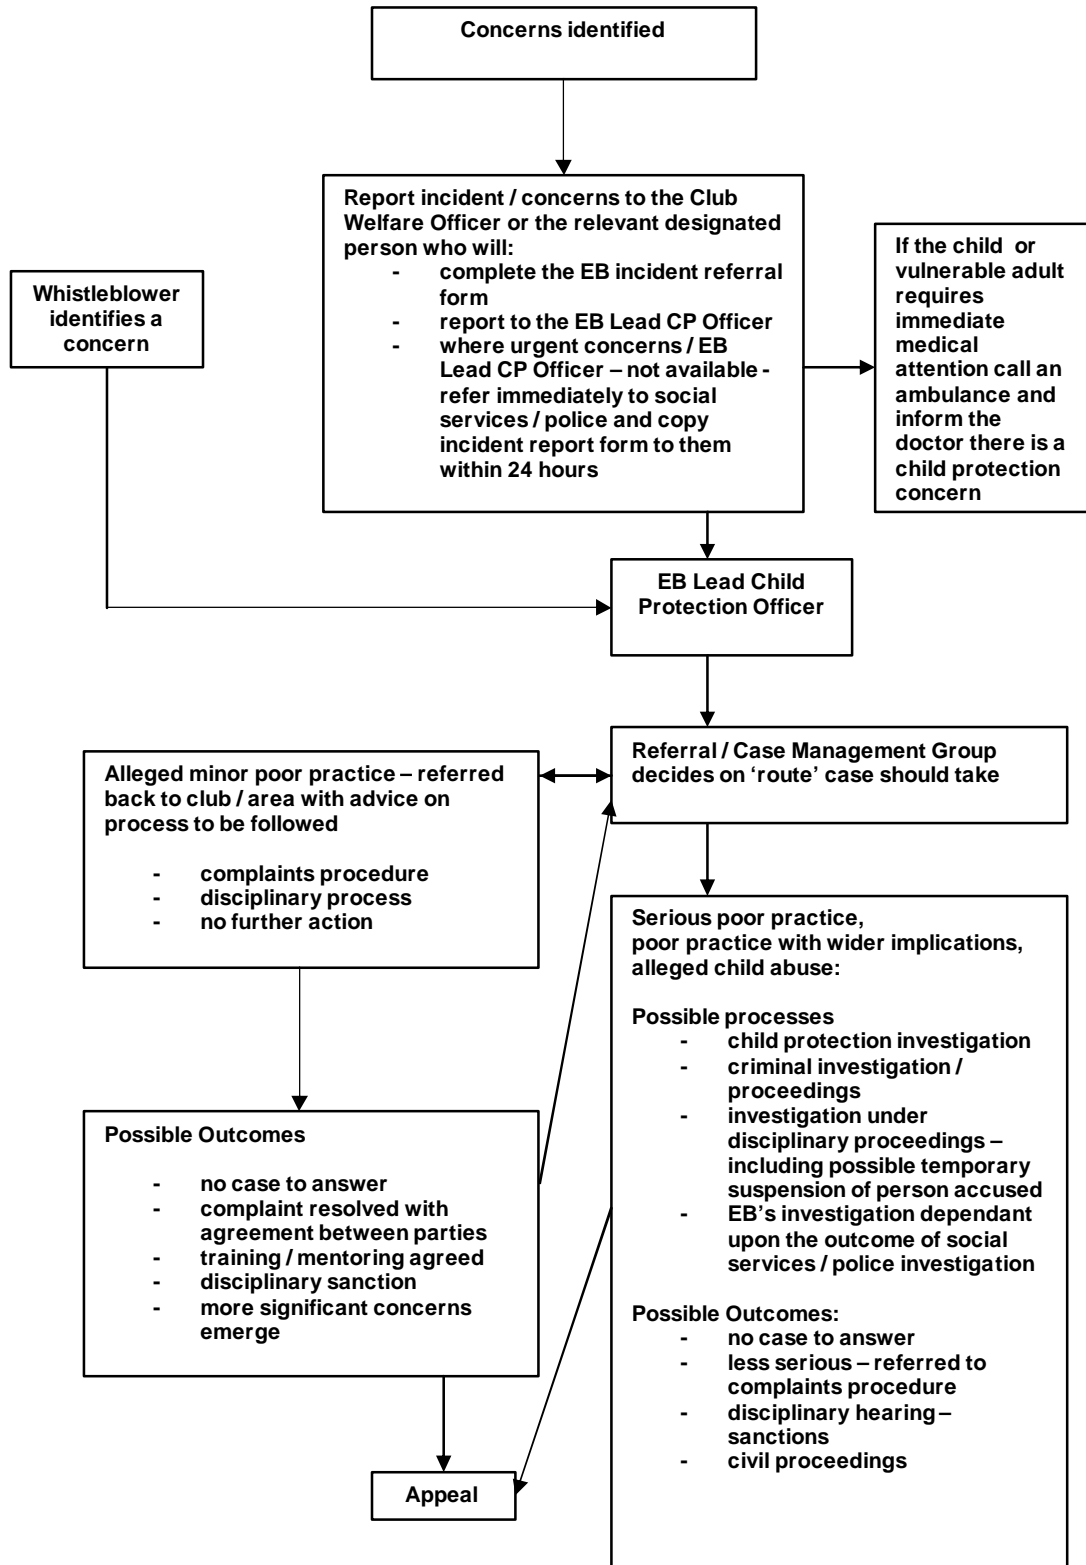 Concerns identified
Report incident / concerns to the Club
Welfare Officer or the relevant designated
person who will:
- complete the EB incident referral
form
- report to the EB Lead CP Officer
- where urgent concerns / EB
Lead CP Officer – not available -
refer immediately to social
services / police and copy
incident report form to them
within 24 hours
If the child or
vulnerable adult
requires
immediate
medical
attention call an
ambulance and
inform the
doctor there is a
child protection
concern
Whistleblower
identifies a
concern
EB Lead Child
Protection Officer
Referral / Case Management Group
decides on ‘route’ case should take
Alleged minor poor practice – referred
back to club / area with advice on
process to be followed
- complaints procedure
- disciplinary process
- no further action
Serious poor practice,
poor practice with wider implications,
alleged child abuse:
Possible processes
- child protection investigation
- criminal investigation /
proceedings
- investigation under
disciplinary proceedings –
including possible temporary
suspension of person accused
- EB’s investigation dependant
upon the outcome of social
services / police investigation
Possible Outcomes:
- no case to answer
- less serious – referred to
complaints procedure
- disciplinary hearing –
sanctions
- civil proceedings
Possible Outcomes
- no case to answer
- complaint resolved with
agreement between parties
- training / mentoring agreed
- disciplinary sanction
- more significant concerns
emerge
Appeal